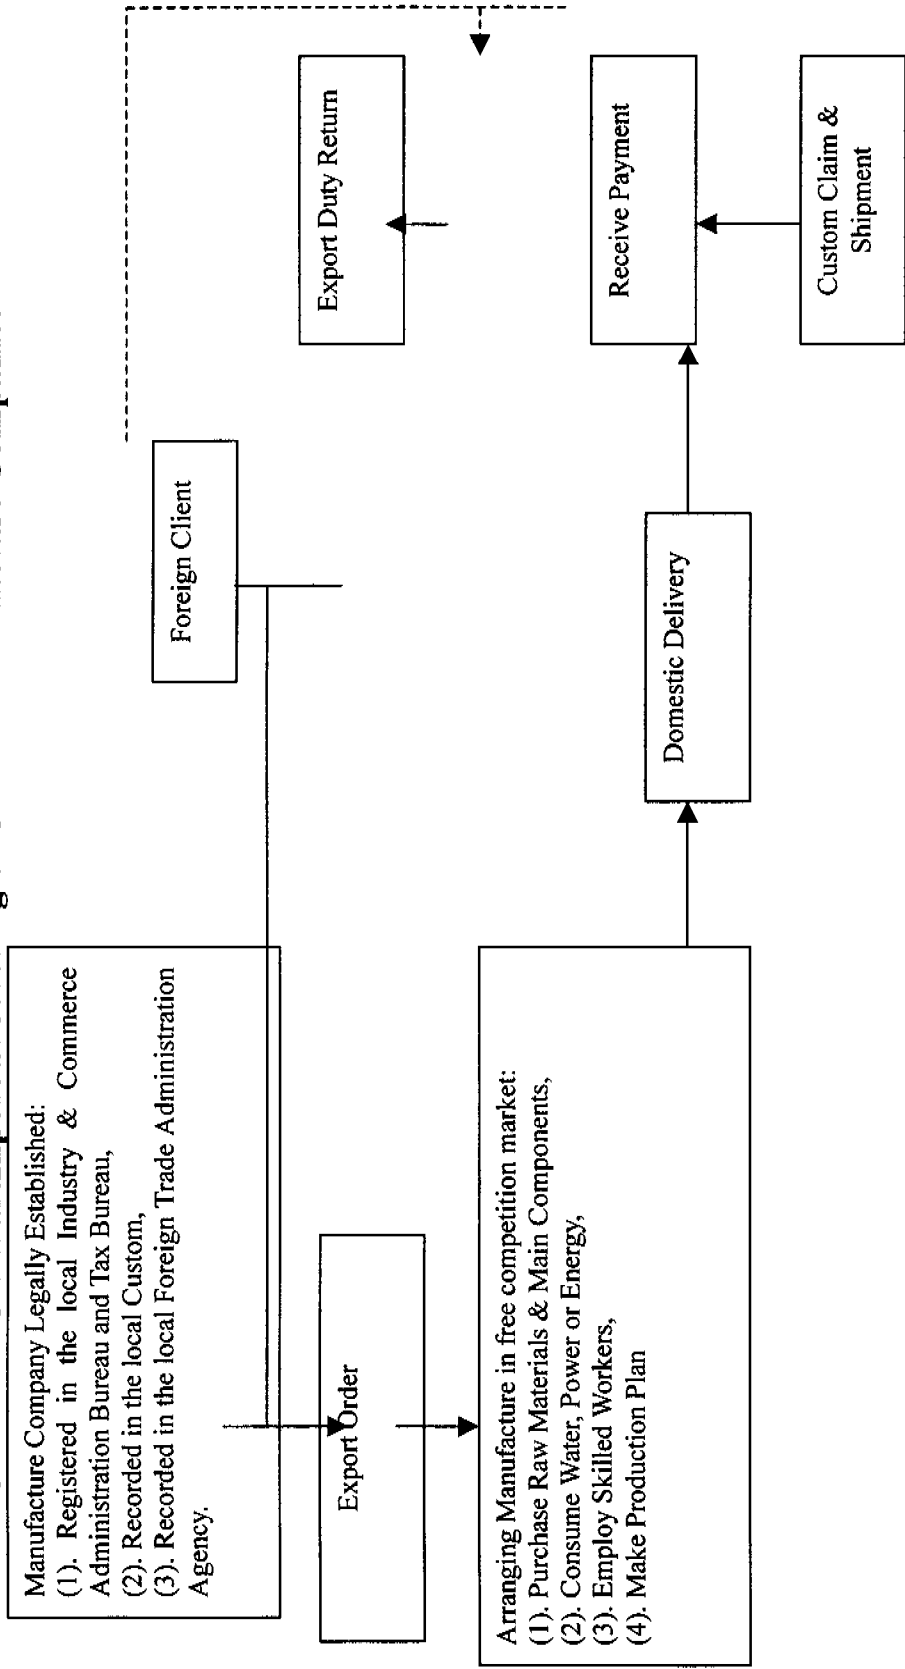 Manufacture Company Legally Established:
(1). Registered in the local Industry & Commerce
Administration Bureau and Tax Bureau,
(2). Recorded in the local Custom,
(3). Recorded in the local Foreign Trade Administration
Agency.
Foreign Client
Export Duty Return
Export Order
Arranging Manufacture in free competition market:
(1). Purchase Raw Materials & Main Components,
(2). Consume Water, Power or Energy,
(3). Employ Skilled Workers,
(4). Make Production Plan
Domestic Delivery
Receive Payment
Custom Claim &
Shipment